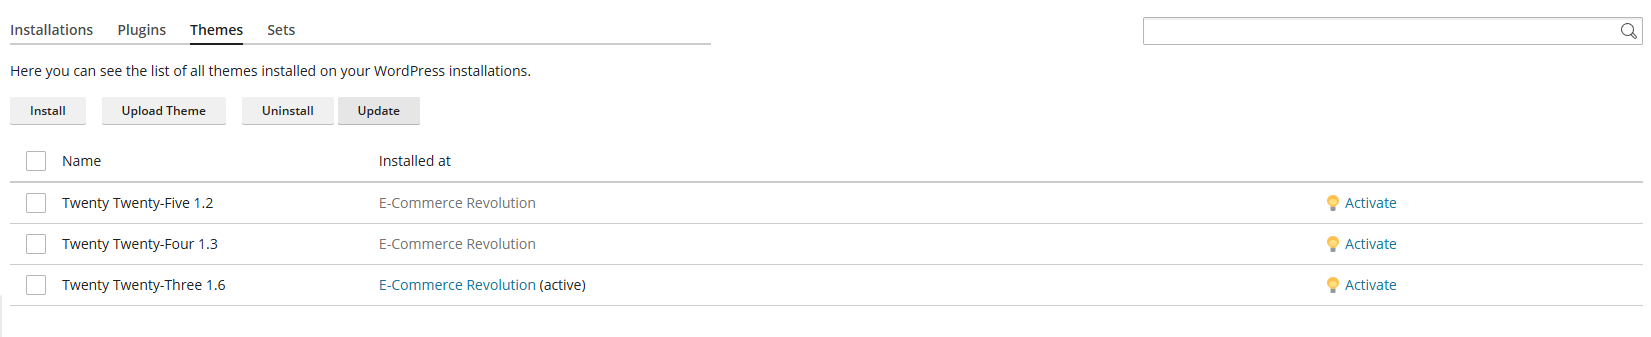 Installations Plugins Themes Sets
Here you can see the list of all themes installed on your WordPress installations.
Install Upload Theme Uninstall Update
Name Installed at
Twenty Twenty-Five 1.2 E-Commerce Revolution Activate
Twenty Twenty-Four 1.3 E-Commerce Revolution Activate
Twenty Twenty-Three 1.6 E-Commerce Revolution (active) Activate